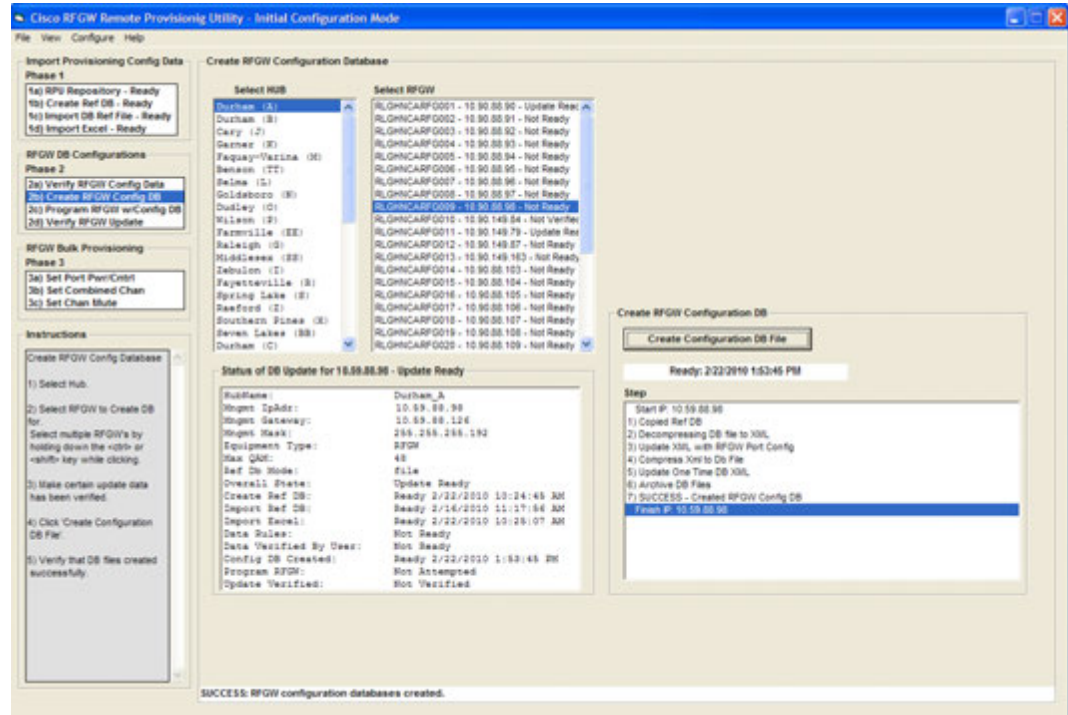 Cisco RFGW Remote Provisionig Utility - Initial Configuration Mode
File View Configure Help
Import Provisioning Config Data
Phase 1
1a) RPU Repository - Ready
1b) Create Ref DB - Ready
1c) Import DB Ref File - Ready
1d) Import Excel - Ready
RFGW DB Configurations
Phase 2
2a) Verify RFGW Config Data
2b) Create RFGW Config DB
2c) Program RFGW w/Config DB
2d) Verify RFGW Update
RFGW Bulk Provisioning
Phase 3
3a) Set Port Pwr/Cntrl
3b) Set Combined Chan
3c) Set Chan Mute
Instructions
Create RFGW Config Database
1) Select Hub.
2) Select RFGW to Create DB
for.
Select multiple RFGW's by
holding down the <ctrl> or
<shift> key while clicking.
3) Make certain update data
has been verified.
4) Click 'Create Configuration
DB File'.
5) Verify that DB files created
successfully.
Create RFGW Configuration Database
Select HUB
Durham (A)
Durham (B)
Cary (J)
Garner (K)
Fuquay-Varina (M)
Benson (TT)
Selma (L)
Goldsboro (N)
Dudley (O)
Wilson (P)
Farmville (EE)
Raleigh (G)
Middlesex (SS)
Zebulon (I)
Fayetteville (R)
Spring Lake (S)
Raeford (Z)
Southern Pines (X)
Seven Lakes (BB)
Durham (C)
Select RFGW
RLGHNCARFG001 - 10.90.88.90 - Update Reac
RLGHNCARFG002 - 10.90.88.91 - Not Ready
RLGHNCARFG003 - 10.90.88.92 - Not Ready
RLGHNCARFG004 - 10.90.88.93 - Not Ready
RLGHNCARFG005 - 10.90.88.94 - Not Ready
RLGHNCARFG006 - 10.90.88.95 - Not Ready
RLGHNCARFG007 - 10.90.88.96 - Not Ready
RLGHNCARFG008 - 10.90.88.97 - Not Ready
RLGHNCARFG009 - 10.90.88.98 - Not Ready
RLGHNCARFG010 - 10.90.149.84 - Not Verified
RLGHNCARFG011 - 10.90.149.79 - Update Rea
RLGHNCARFG012 - 10.90.149.87 - Not Ready
RLGHNCARFG013 - 10.90.149.163 - Not Ready
RLGHNCARFG014 - 10.90.88.103 - Not Ready
RLGHNCARFG015 - 10.90.88.104 - Not Ready
RLGHNCARFG016 - 10.90.88.105 - Not Ready
RLGHNCARFG017 - 10.90.88.106 - Not Ready
RLGHNCARFG018 - 10.90.88.107 - Not Ready
RLGHNCARFG019 - 10.90.88.108 - Not Ready
RLGHNCARFG020 - 10.90.88.109 - Not Ready
Status of DB Update for 10.59.88.98 - Update Ready
HubName: Durham_A
Mngmt IpAdr: 10.59.88.98
Mngmt Gateway: 10.59.88.126
Mngmt Mask: 255.255.255.192
Equipment Type: RFGW
Max QAM: 48
Ref Db Mode: file
Overall State: Update Ready
Create Ref DB: Ready 2/22/2010 10:24:45 AM
Import Ref DB: Ready 2/16/2010 11:17:56 AM
Import Excel: Ready 2/22/2010 10:25:07 AM
Data Rules: Not Ready
Data Verified By User: Not Ready
Config DB Created: Ready 2/22/2010 1:53:45 PM
Program RFGW: Not Attempted
Update Verified: Not Verified
Create RFGW Configuration DB
Create Configuration DB File
Ready: 2/22/2010 1:53:45 PM
Step
Start IP: 10.59.88.98
1) Copied Ref DB
2) Decompressing DB file to XML
3) Update XML with RFGW Port Config
4) Compress Xml to Db File
5) Update One Time DB XML
6) Archive DB Files
7) SUCCESS - Created RFGW Config DB
Finish IP: 10.59.88.98
SUCCESS: RFGW configuration databases created.